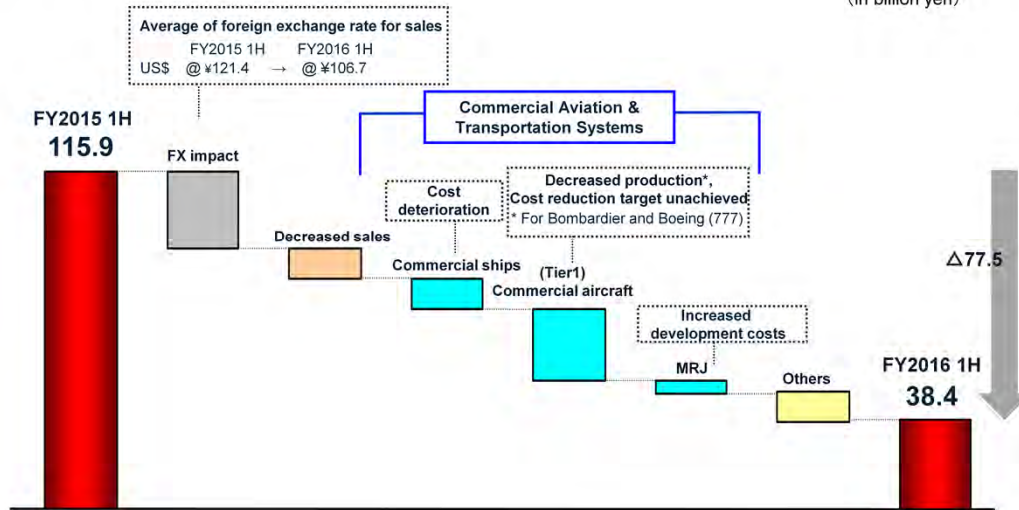 (in billion yen)
Average of foreign exchange rate for sales
FY2015 1H FY2016 1H
US$ @ ¥121.4 → @ ¥106.7
Commercial Aviation &
Transportation Systems
FY2015 1H
115.9
FX impact
Decreased sales
Cost
deterioration
Commercial ships
Decreased production*,
Cost reduction target unachieved
* For Bombardier and Boeing (777)
(Tier1)
Commercial aircraft
Increased
development costs
MRJ
Others
△77.5
FY2016 1H
38.4